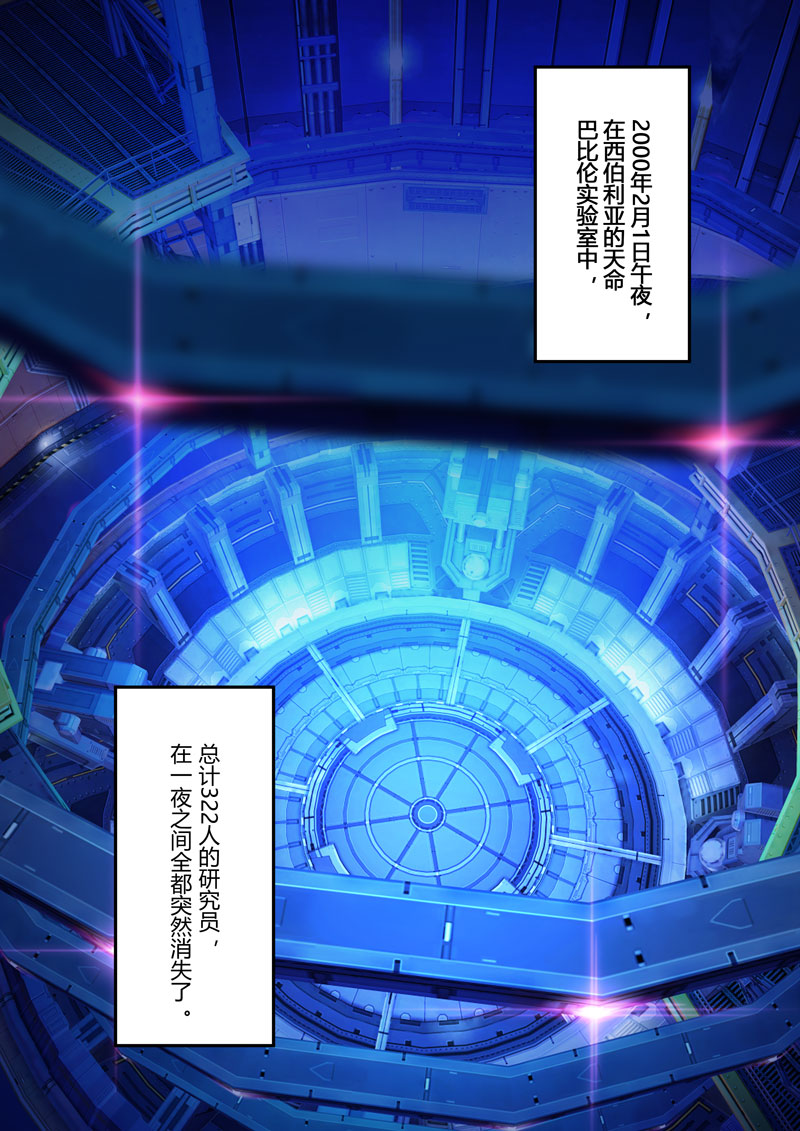 2000年2月1日午夜，
在西伯利亚的天命
巴比伦实验室中，
总计322人的研究员，
在一夜之间全都突然消失了。